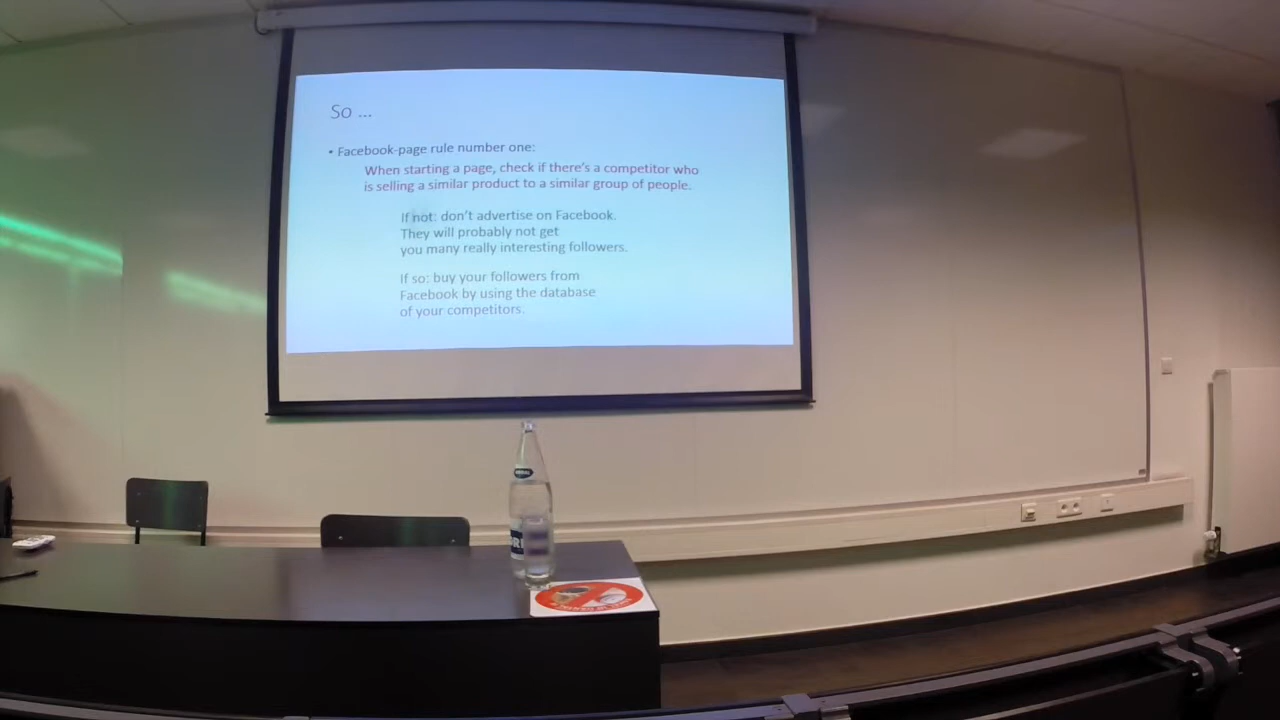 So ...
• Facebook-page rule number one:
When starting a page, check if there's a competitor who
is selling a similar product to a similar group of people.
If not: don't advertise on Facebook.
They will probably not get
you many really interesting followers.
If so: buy your followers from
Facebook by using the database
of your competitors.